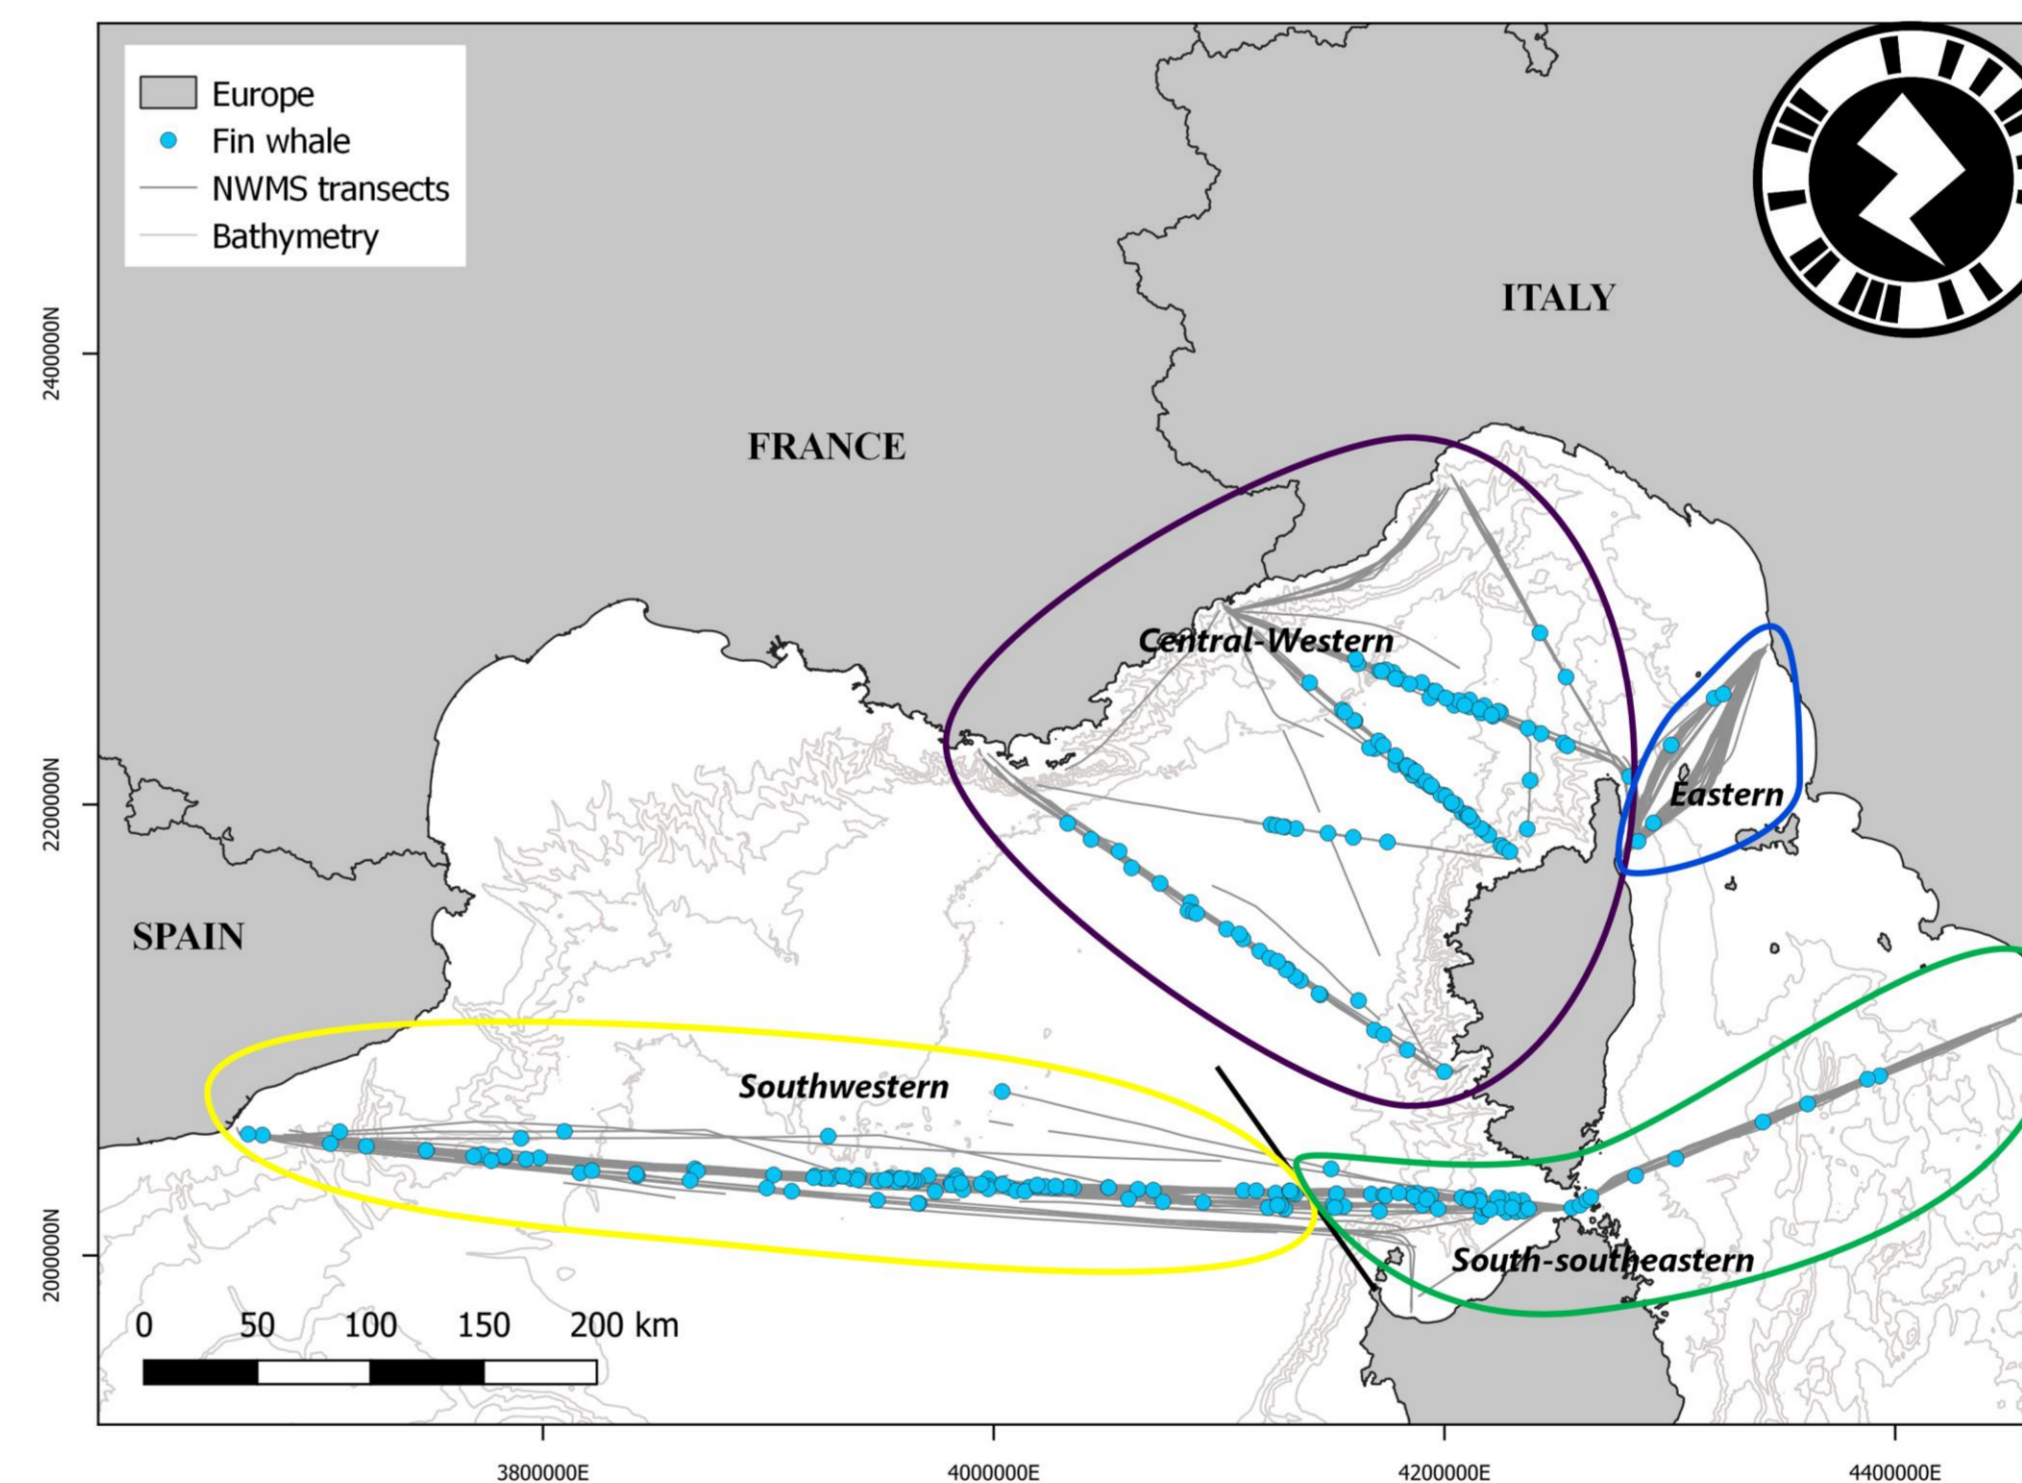 Europe
Fin whale
NWMS transects
Bathymetry
ITALY
FRANCE
SPAIN
Central-Western
Eastern
Southwestern
South-southeastern
2400000N
2200000N
2000000N
0 50 100 150 200 km
3800000E 4000000E 4200000E 4400000E